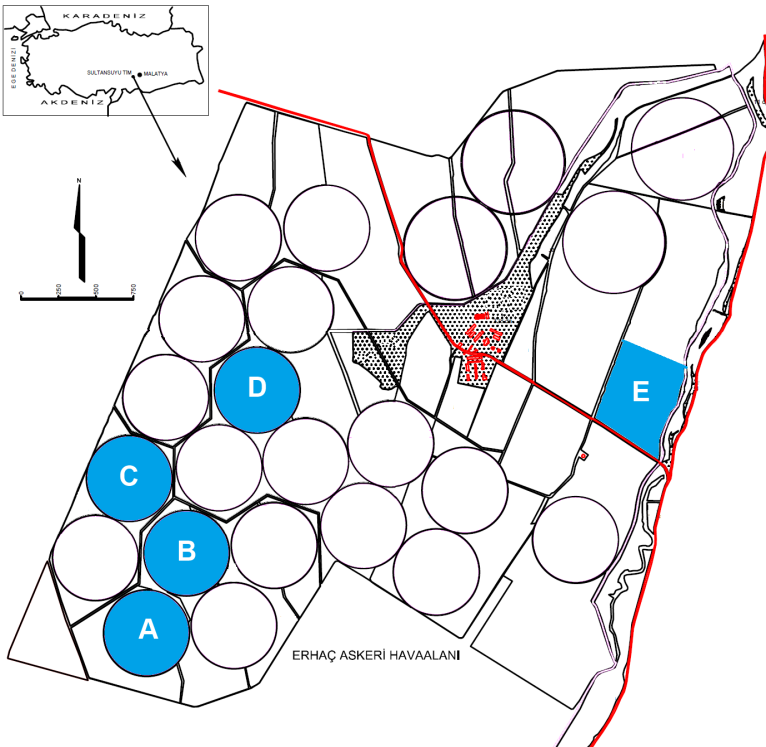 KARADENİZ
EGE DENİZİ
SULTANSUYU TİM
MALATYA
AKDENİZ
N
0 250 500 750
D
E
C
B
A
ERHAÇ ASKERİ HAVAALANI